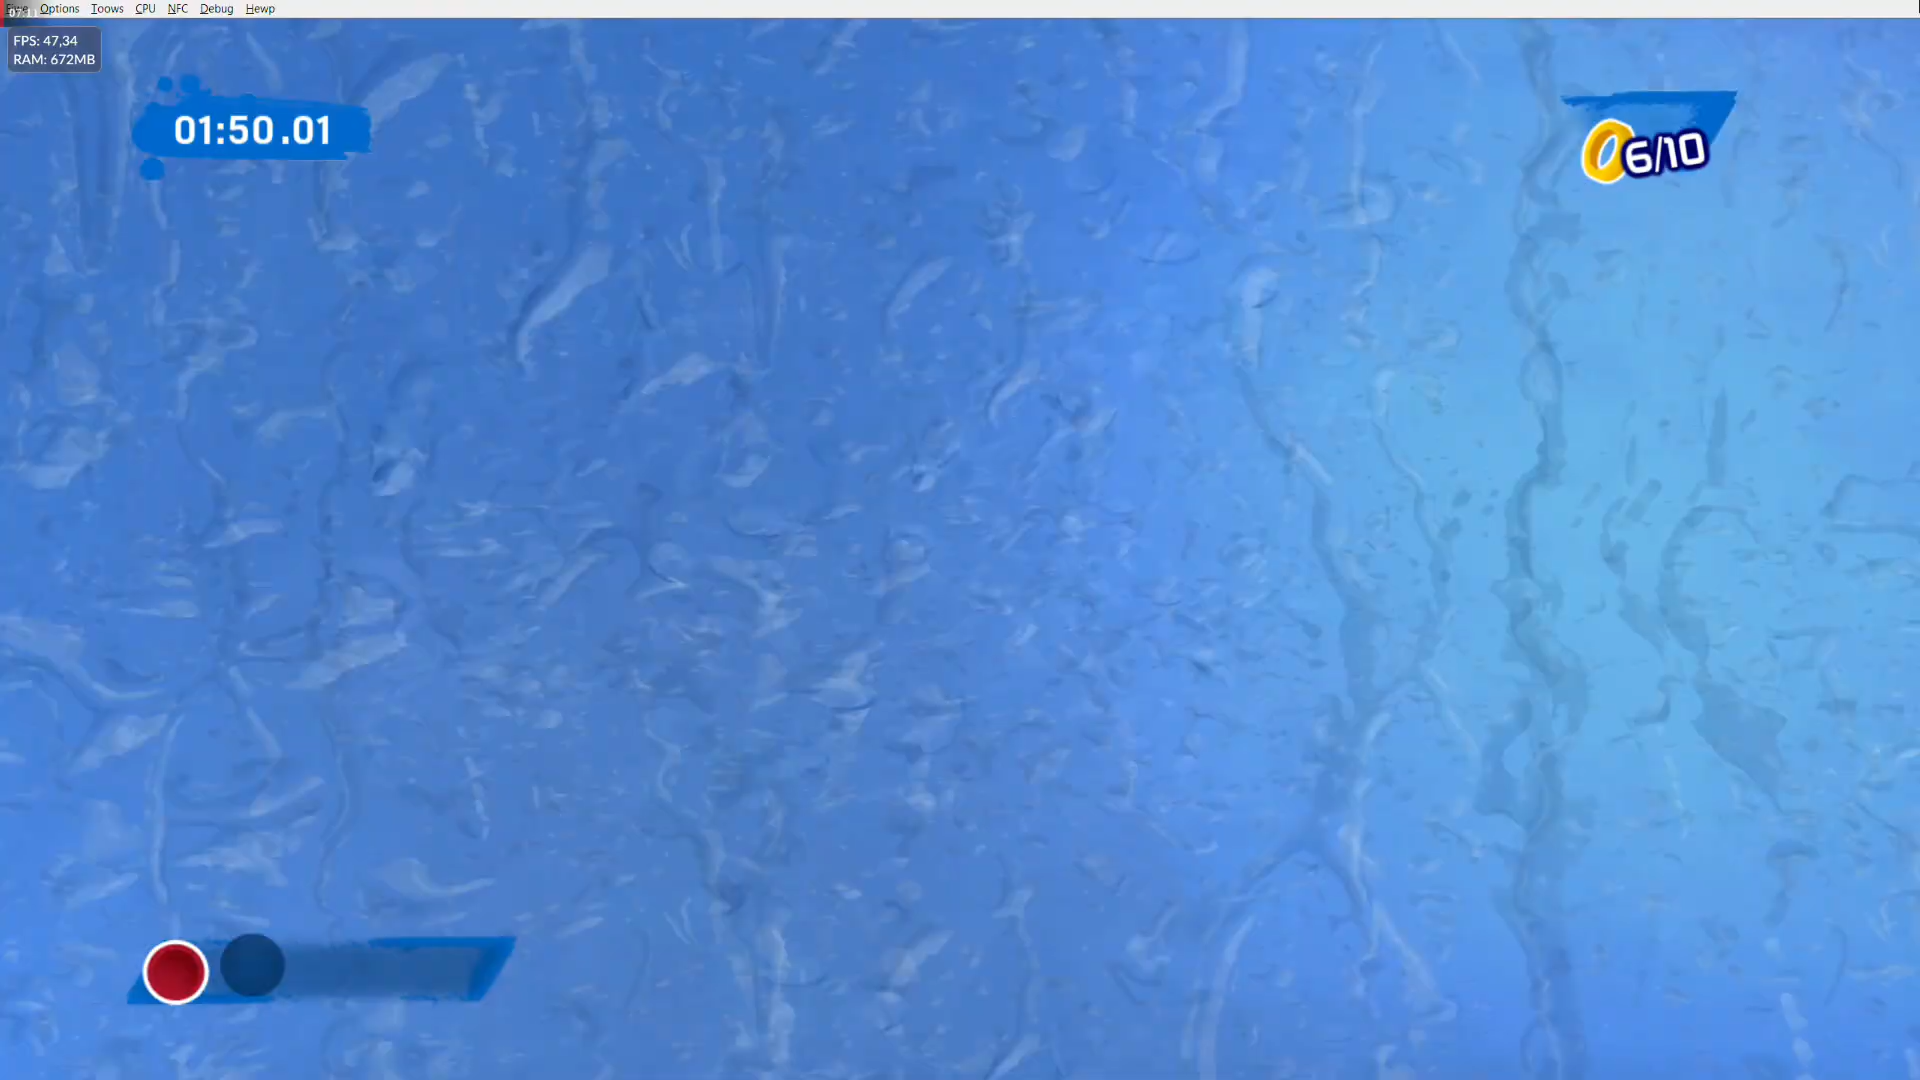 Options Toows CPU NFC Debug Hewp
FPS: 47,34
RAM: 672MB
01:50.01
6/10